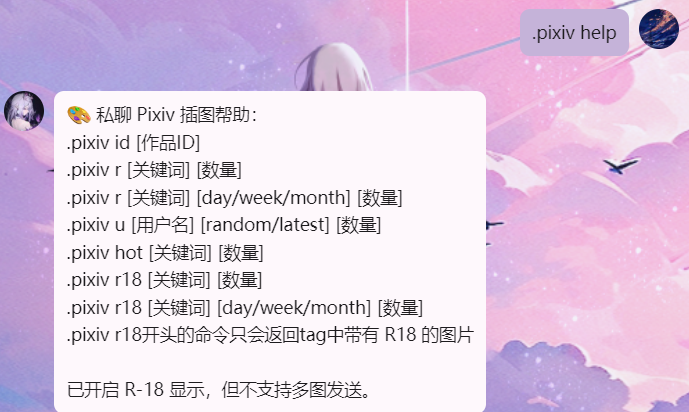 .pixiv help
🎨 私聊 Pixiv 插图帮助：
.pixiv id [作品ID]
.pixiv r [关键词] [数量]
.pixiv r [关键词] [day/week/month] [数量]
.pixiv u [用户名] [random/latest] [数量]
.pixiv hot [关键词] [数量]
.pixiv r18 [关键词] [数量]
.pixiv r18 [关键词] [day/week/month] [数量]
.pixiv r18开头的命令只会返回tag中带有 R18 的图片
已开启 R-18 显示，但不支持多图发送。